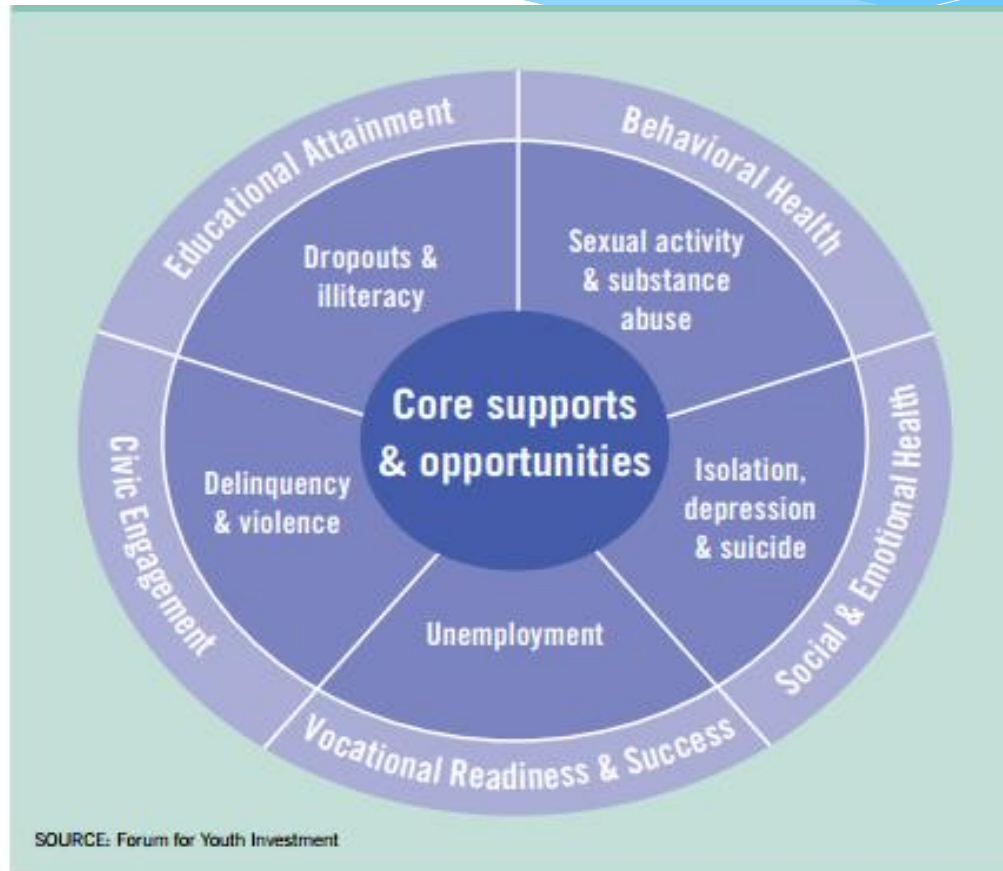 Educational Attainment
Behavioral Health
Dropouts &
illiteracy
Sexual activity
& substance
abuse
Core supports
& opportunities
Delinquency
& violence
Isolation,
depression
& suicide
Unemployment
Civic Engagement
Social & Emotional Health
Vocational Readiness & Success
SOURCE: Forum for Youth Investment